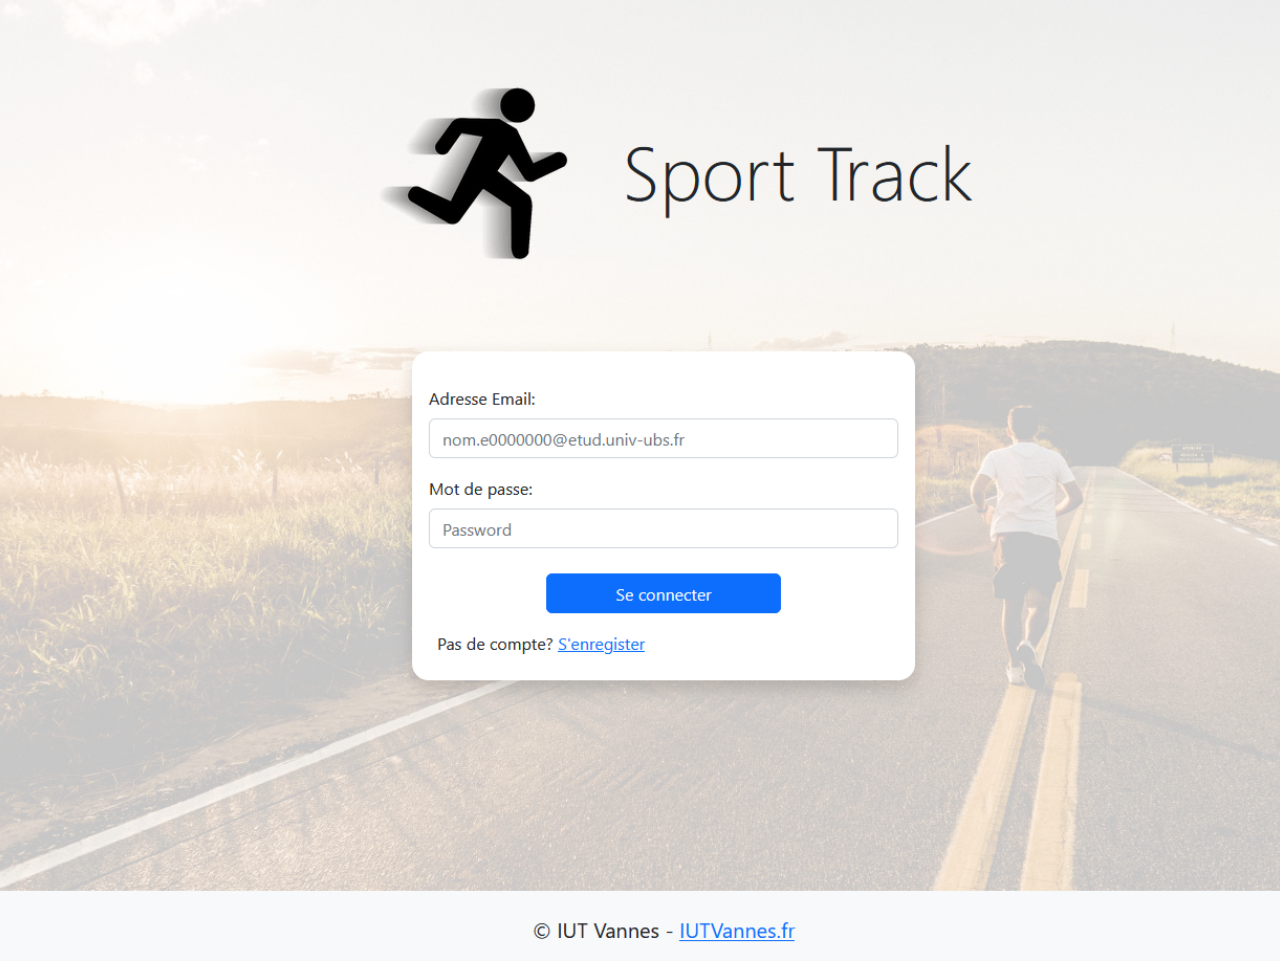 Sport Track
Adresse Email:
nom.e0000000@etud.univ-ubs.fr
Mot de passe:
Password
Se connecter
Pas de compte? S'enregister
© IUT Vannes - IUTVannes.fr